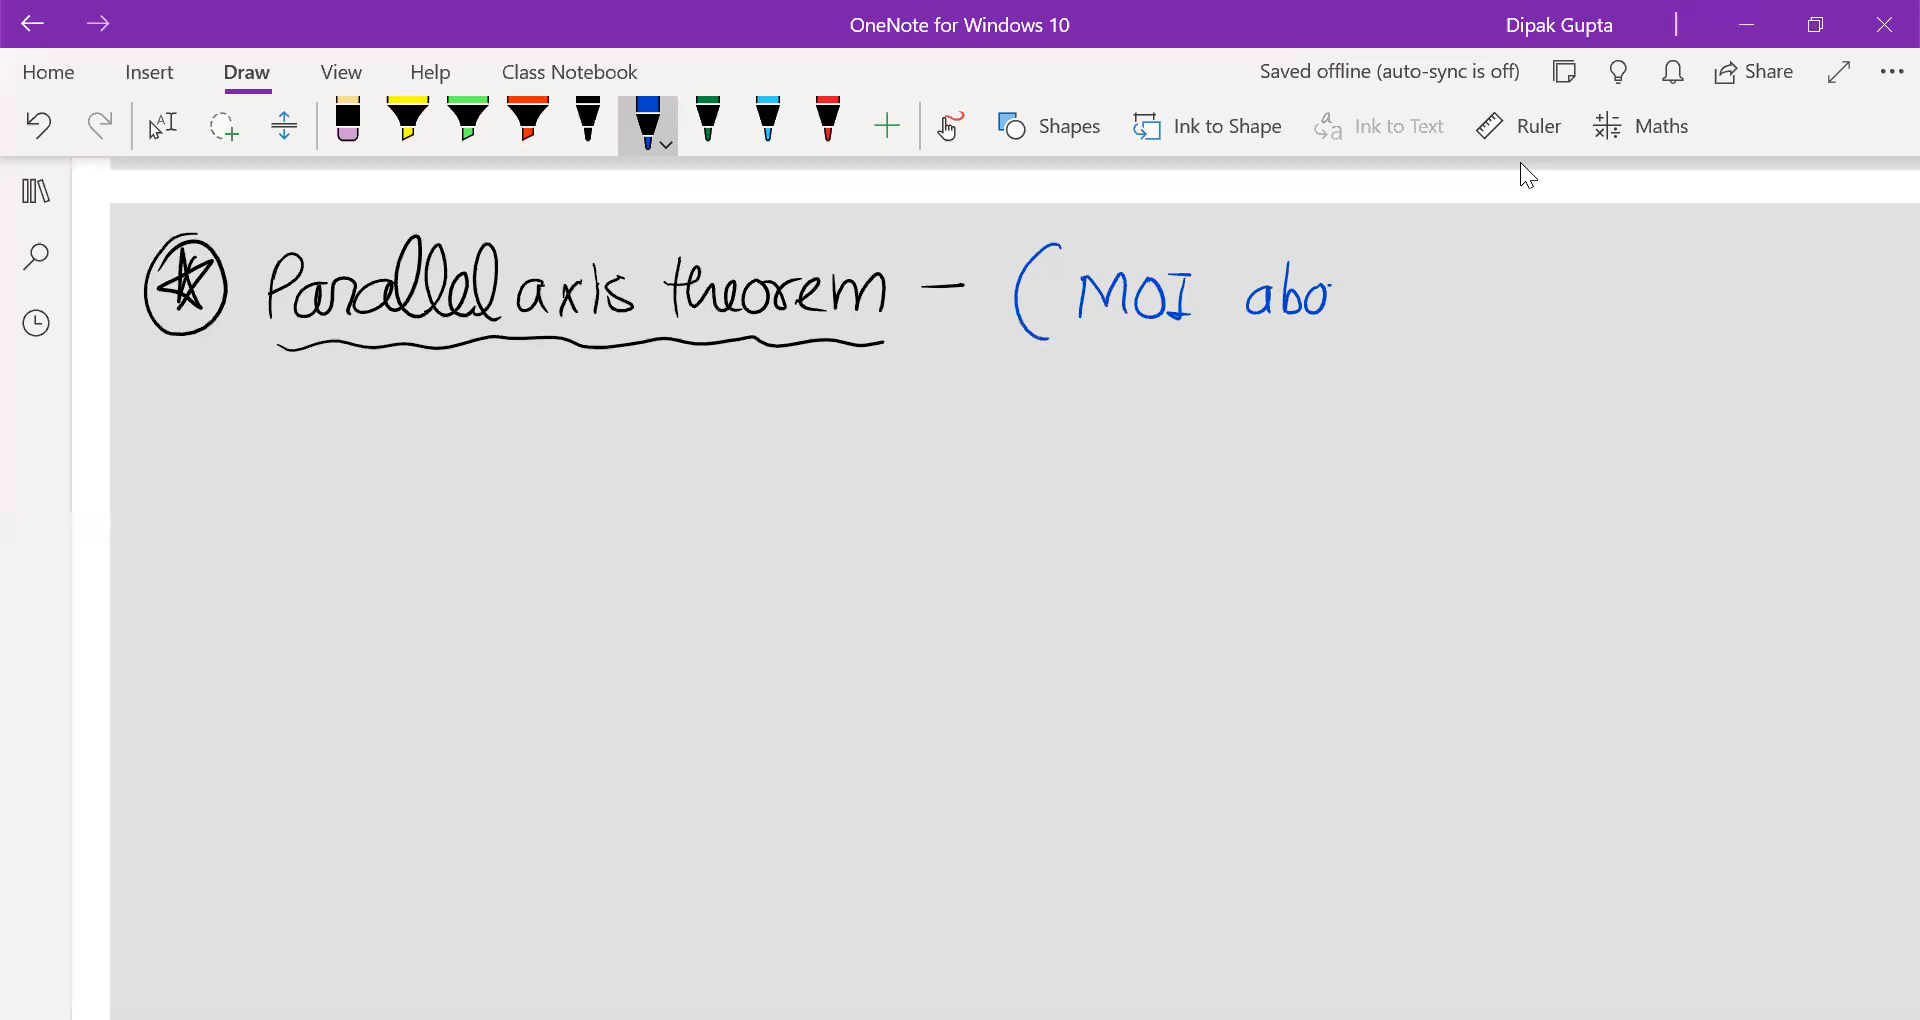 OneNote for Windows 10
Dipak Gupta
Home Insert Draw View Help Class Notebook
Saved offline (auto-sync is off) Share
Shapes Ink to Shape Ink to Text Ruler Maths
Parallel axis theorem - ( MOI abo